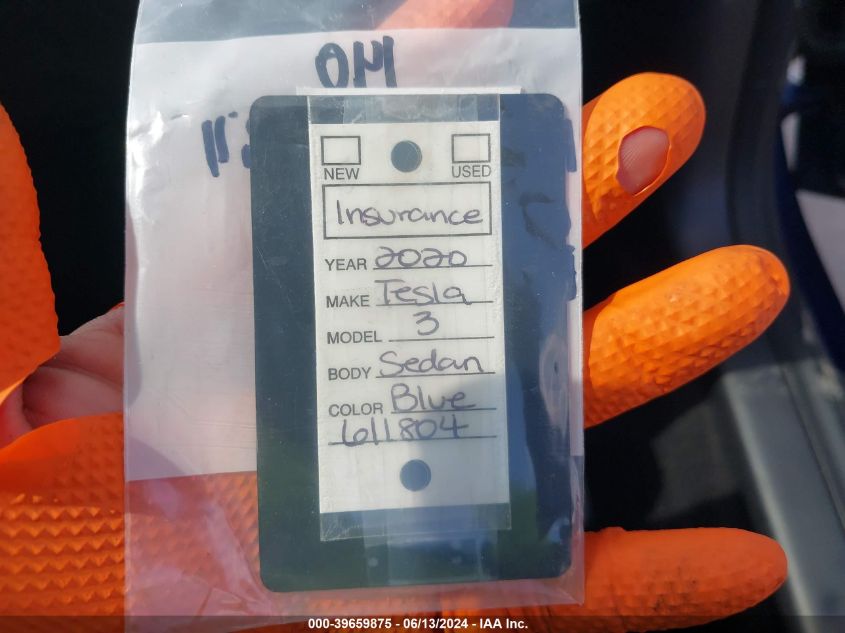 NEW USED
Insurance
YEAR 2020
MAKE Tesla
MODEL 3
BODY Sedan
COLOR Blue
611804
000-39659875 - 06/13/2024 - IAA Inc.